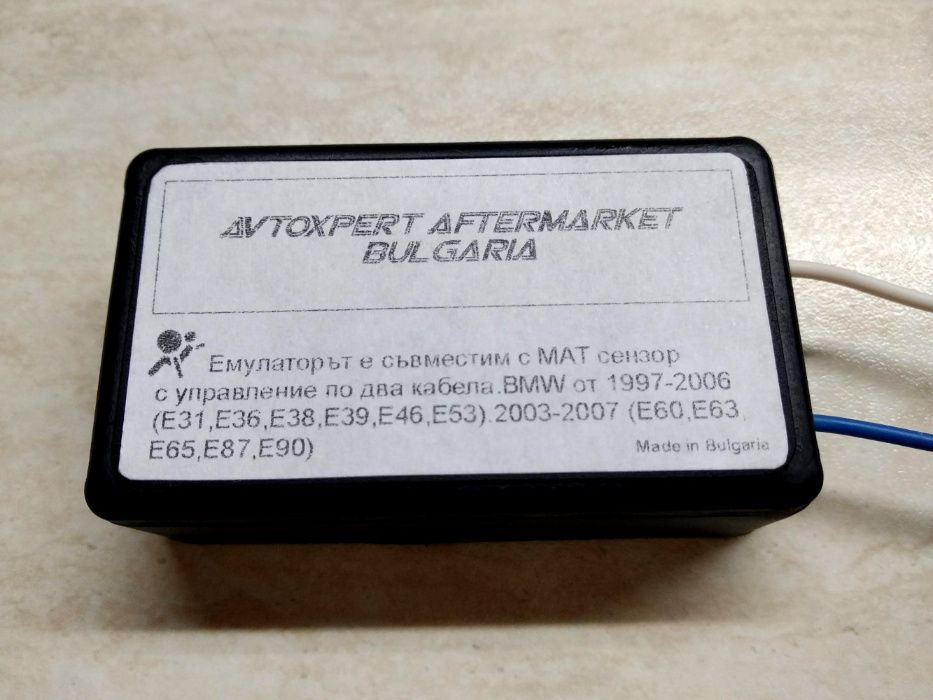 AVTOXPERT AFTERMARKET
BULGARIA
Емулаторът е съвместим с МАТ сензор
с управление по два кабела.BMW от 1997-2006
(E31,E36,E38,E39,E46,E53).2003-2007 (E60,E63,
E65,E87,E90)
Made in Bulgaria